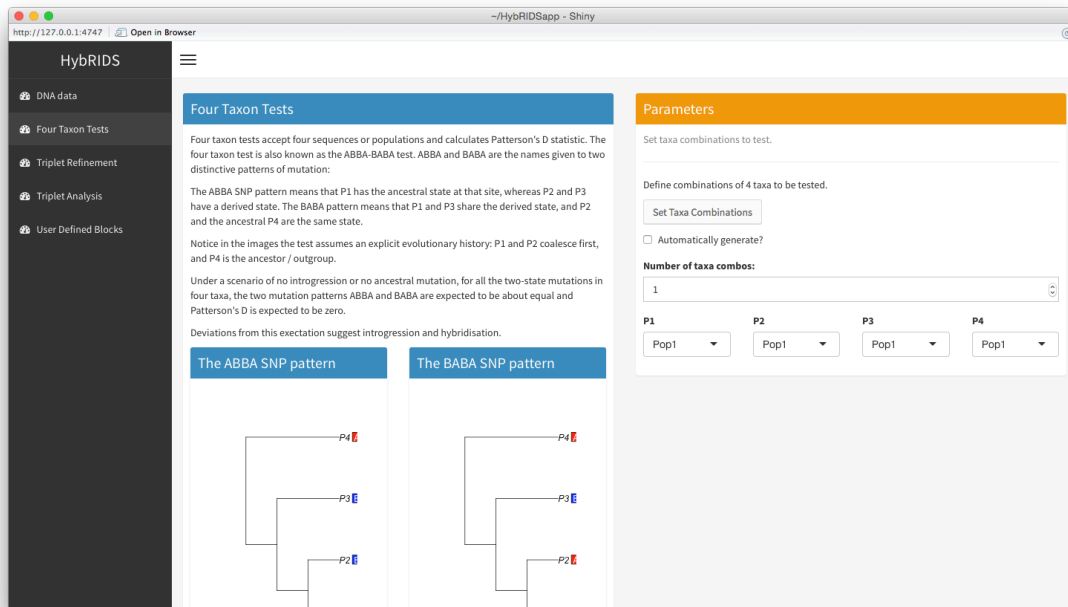 ~/HybRIDSapp - Shiny
http://127.0.0.1:4747
Open in Browser
HybRIDS
DNA data
Four Taxon Tests
Triplet Refinement
Triplet Analysis
User Defined Blocks
Four Taxon Tests
Four taxon tests accept four sequences or populations and calculates Patterson's D statistic. The
four taxon test is also known as the ABBA-BABA test. ABBA and BABA are the names given to two
distinctive patterns of mutation:
The ABBA SNP pattern means that P1 has the ancestral state at that site, whereas P2 and P3
have a derived state. The BABA pattern means that P1 and P3 share the derived state, and P2
and the ancestral P4 are the same state.
Notice in the images the test assumes an explicit evolutionary history: P1 and P2 coalesce first,
and P4 is the ancestor / outgroup.
Under a scenario of no introgression or no ancestral mutation, for all the two-state mutations in
four taxa, the two mutation patterns ABBA and BABA are expected to be about equal and
Patterson's D is expected to be zero.
Deviations from this exectation suggest introgression and hybridisation.
The ABBA SNP pattern
P4
P3
P2
The BABA SNP pattern
P4
P3
P2
Parameters
Set taxa combinations to test.
Define combinations of 4 taxa to be tested.
Set Taxa Combinations
Automatically generate?
Number of taxa combos:
1
P1 P2 P3 P4
Pop1 Pop1 Pop1 Pop1